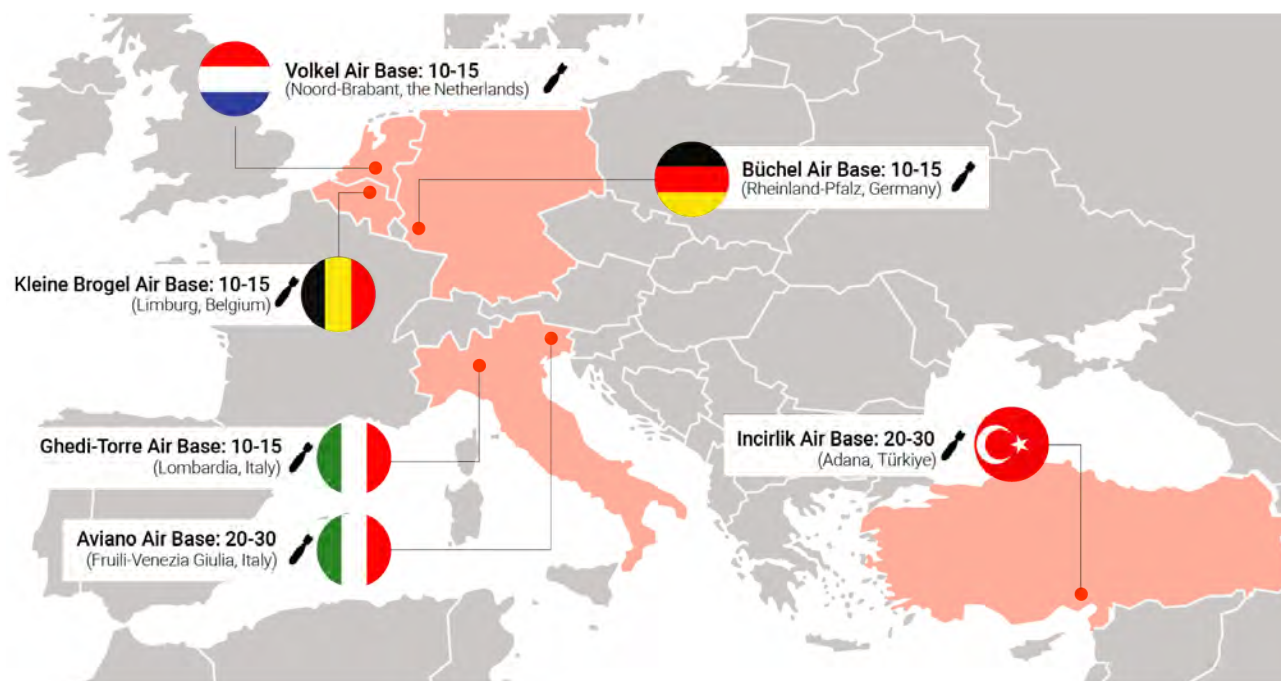 Volkel Air Base: 10-15
(Noord-Brabant, the Netherlands)
Büchel Air Base: 10-15
(Rheinland-Pfalz, Germany)
Kleine Brogel Air Base: 10-15
(Limburg, Belgium)
Ghedi-Torre Air Base: 10-15
(Lombardia, Italy)
Incirlik Air Base: 20-30
(Adana, Türkiye)
Aviano Air Base: 20-30
(Fruili-Venezia Giulia, Italy)